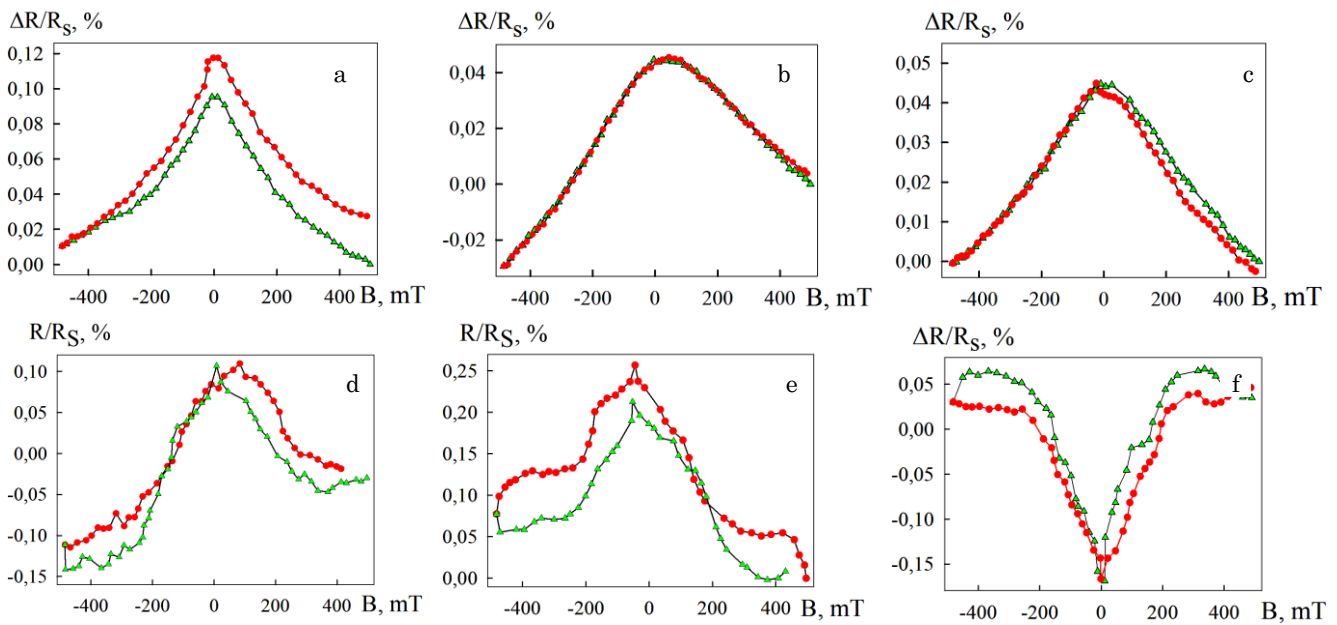 ΔR/R_S, % ΔR/R_S, % ΔR/R_S, %
0,12 a
0,10
0,08
0,06
0,04
0,02
0,00
-400 -200 0 200 400 B, mT
0,04 b
0,02
0,00
-0,02
-400 -200 0 200 400 B, mT
0,05 c
0,04
0,03
0,02
0,01
0,00
-400 -200 0 200 400 B, mT
R/R_S, % R/R_S, % ΔR/R_S, %
0,10 d
0,05
0,00
-0,05
-0,10
-0,15
-400 -200 0 200 400 B, mT
0,25 e
0,20
0,15
0,10
0,05
0,00
-400 -200 0 200 400 B, mT
0,05 f
0,00
-0,05
-0,10
-0,15
-400 -200 0 200 400 B, mT